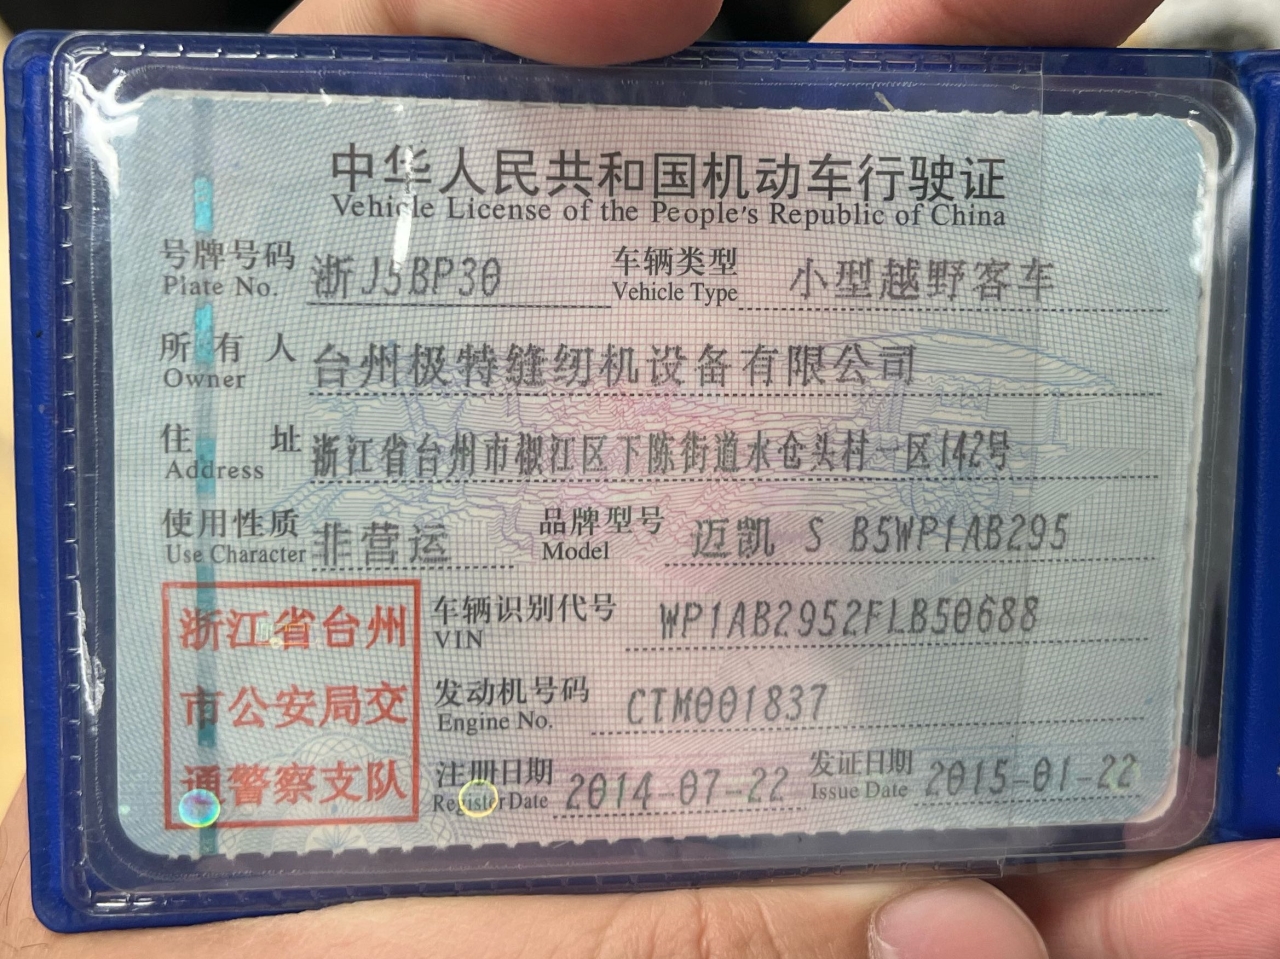 中华人民共和国机动车行驶证
Vehicle License of the People's Republic of China
号牌号码 浙J5BP30 车辆类型 小型越野客车
Plate No. Vehicle Type
所有人 台州极特缝纫机设备有限公司
Owner
住址 浙江省台州市椒江区下陈街道水仓头村一区142号
Address
使用性质 非营运 品牌型号 迈凯 S B5WP1AB295
Use Character Model
浙江省台州 车辆识别代号 WP1AB2952FLB50688
VIN
市公安局交 发动机号码 CTM001837
Engine No.
通警察支队 注册日期 2014-07-22 发证日期 2015-01-22
Register Date Issue Date